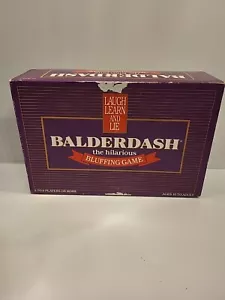 BALDERDASH
LAUGH
LEARN
AND
LIE
BALDERDASH
the hilarious
BLUFFING GAME